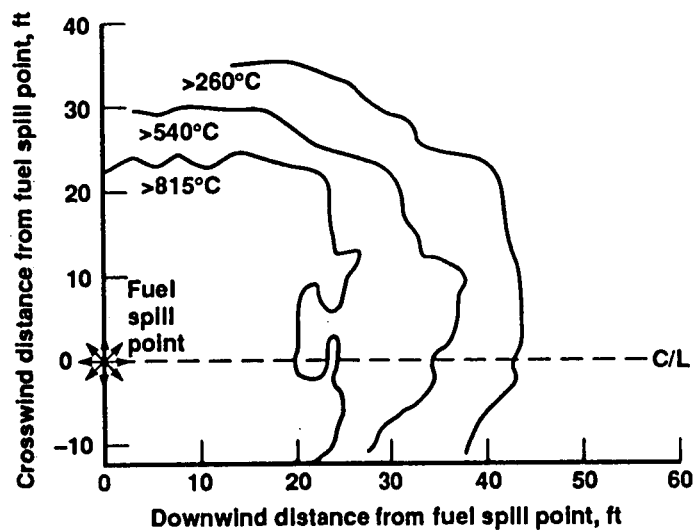 Crosswind distance from fuel spill point, ft
40
30
20
10
0
−10
>260°C
>540°C
>815°C
Fuel
spill
point
C/L
0
10
20
30
40
50
60
Downwind distance from fuel spill point, ft